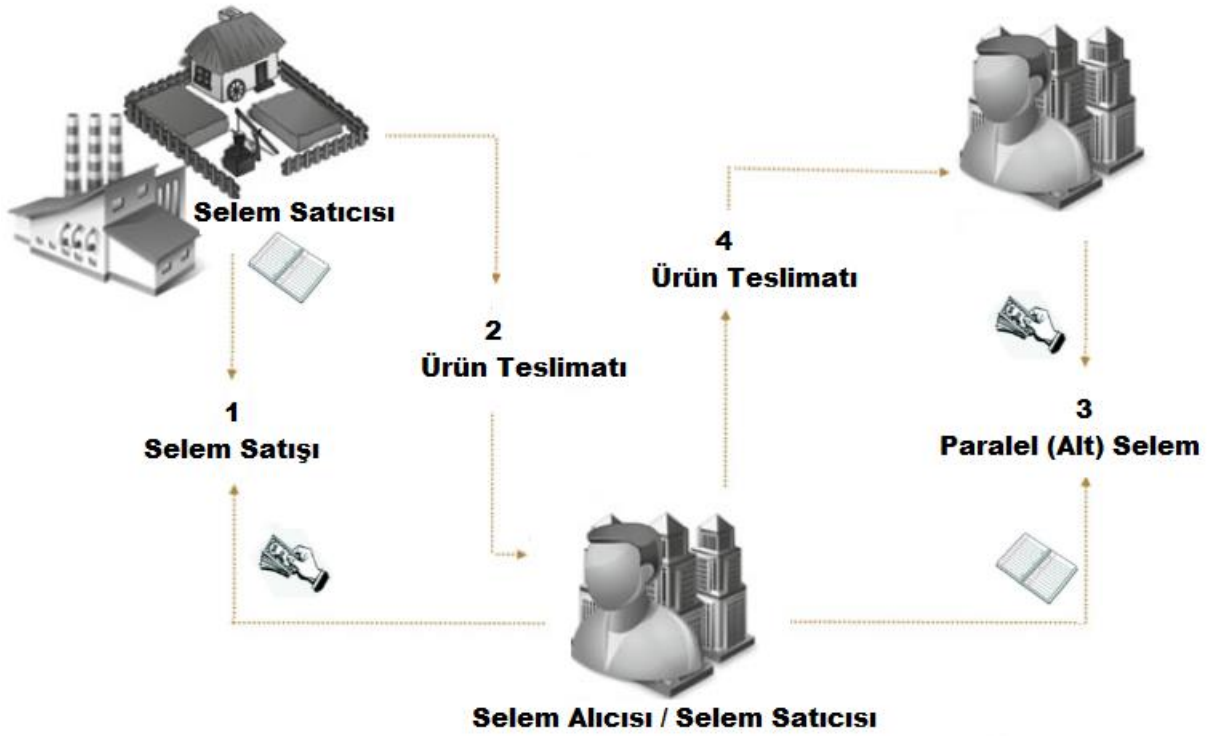 Selem Satıcısı
1
Selem Satışı
2
Ürün Teslimatı
4
Ürün Teslimatı
3
Paralel (Alt) Selem
Selem Alıcısı / Selem Satıcısı